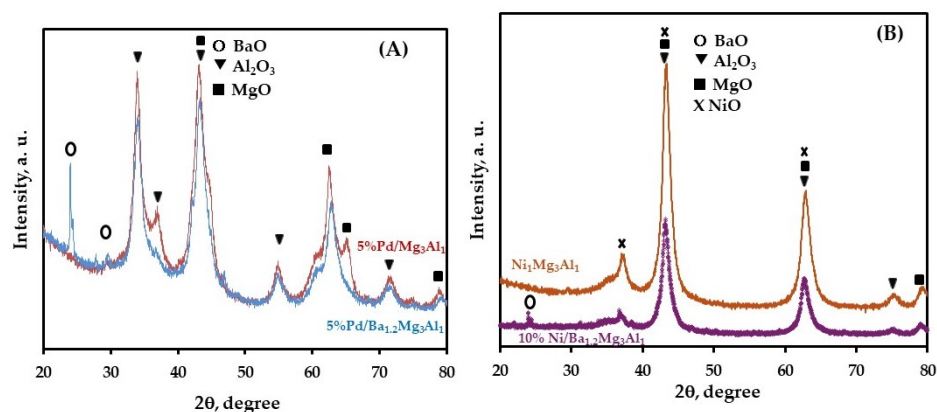 (A)
O BaO
▼ Al₂O₃
■ MgO
Intensity, a. u.
5%Pd/Mg₃Al₁
5%Pd/Ba₁.₂Mg₃Al₁
20 30 40 50 60 70 80
2θ, degree
(B)
O BaO
▼ Al₂O₃
■ MgO
X NiO
Intensity, a. u.
Ni₁Mg₃Al₁
10% Ni/Ba₁.₂Mg₃Al₁
20 30 40 50 60 70 80
2θ, degree